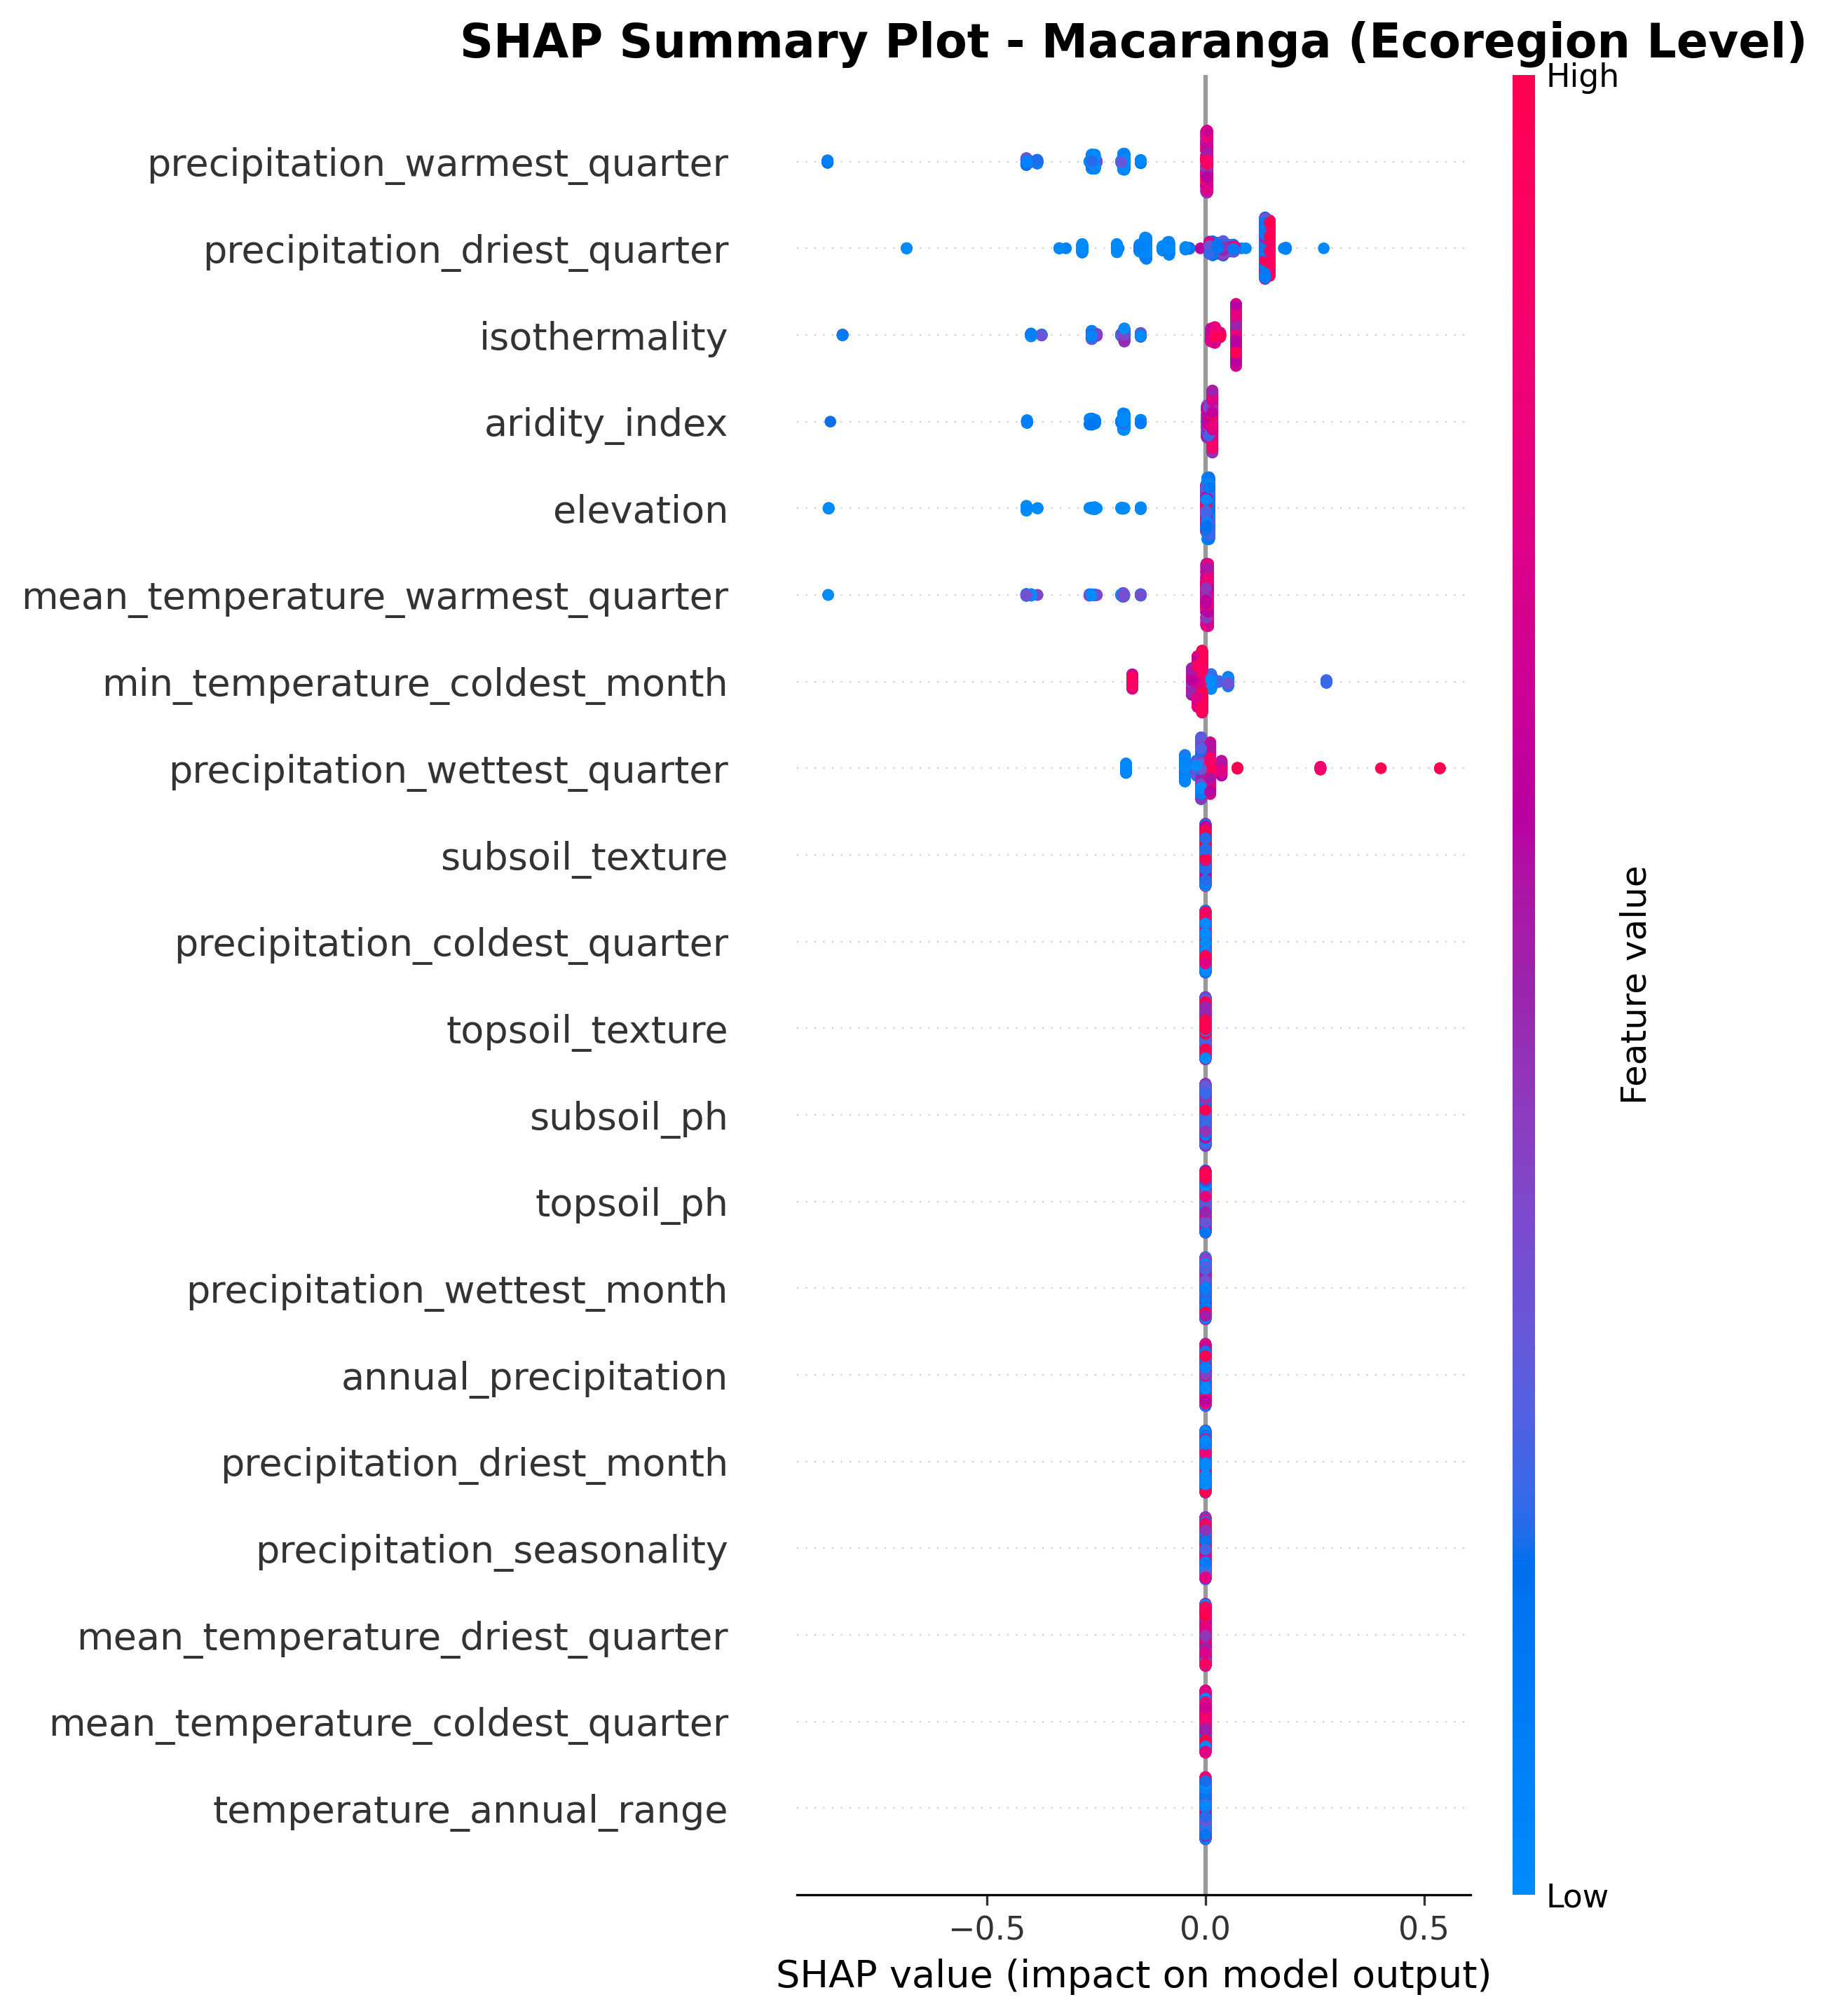 SHAP Summary Plot - Macaranga (Ecoregion Level)
High
precipitation_warmest_quarter
precipitation_driest_quarter
isothermality
aridity_index
elevation
mean_temperature_warmest_quarter
min_temperature_coldest_month
precipitation_wettest_quarter
subsoil_texture
precipitation_coldest_quarter
topsoil_texture
subsoil_ph
topsoil_ph
precipitation_wettest_month
annual_precipitation
precipitation_driest_month
precipitation_seasonality
mean_temperature_driest_quarter
mean_temperature_coldest_quarter
temperature_annual_range
Feature value
Low
−0.5 0.0 0.5
SHAP value (impact on model output)